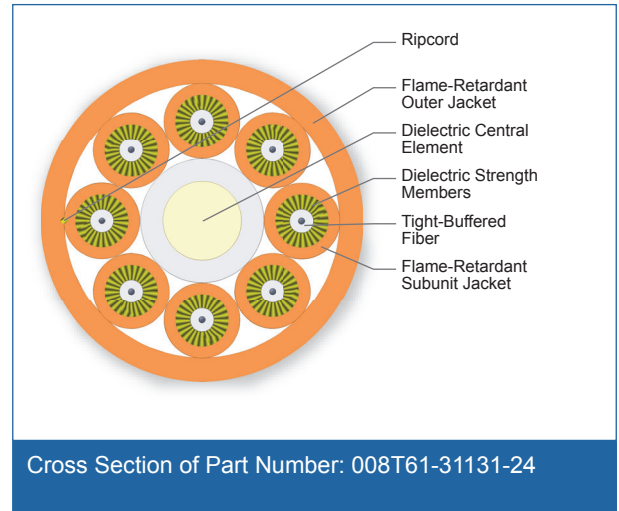 Ripcord
Flame-Retardant
Outer Jacket
Dielectric Central
Element
Dielectric Strength
Members
Tight-Buffered
Fiber
Flame-Retardant
Subunit Jacket
Cross Section of Part Number: 008T61-31131-24